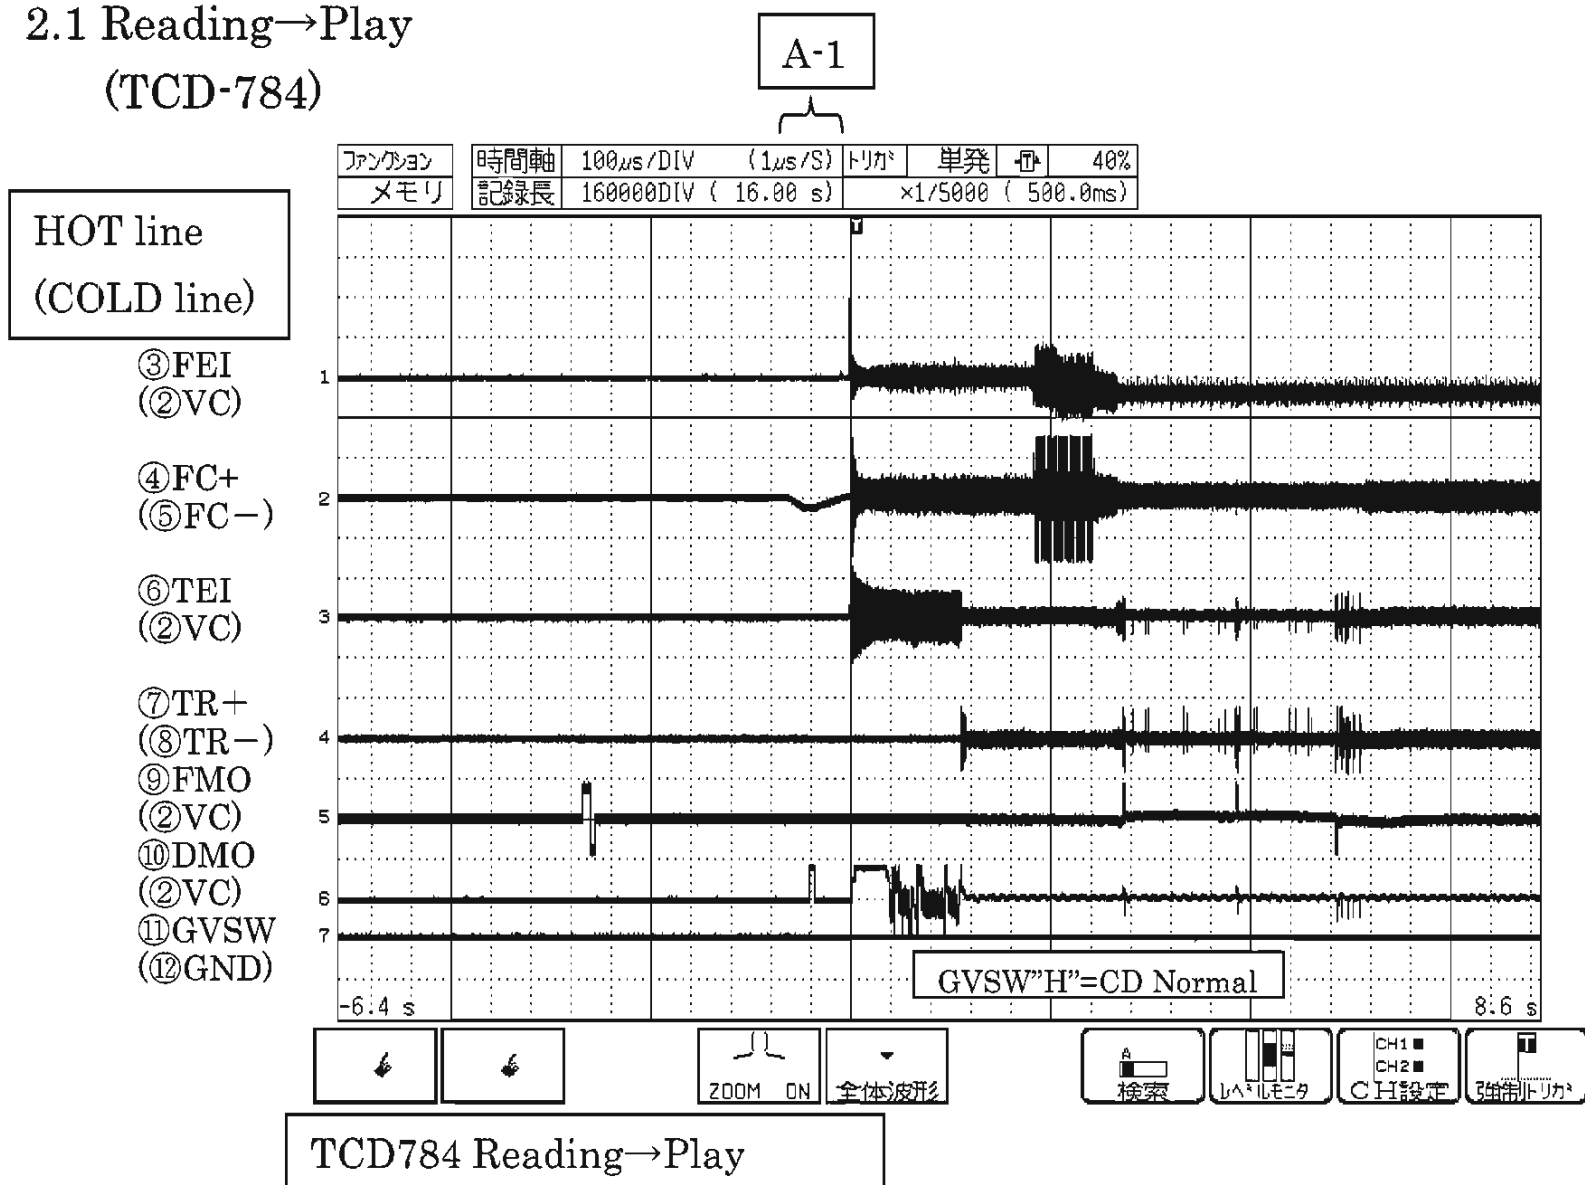 2.1 Reading→Play
(TCD-784)
A-1
ファンクション 時間軸 100μs/DIV (1μs/S) トリガ 単発 T 40%
メモリ 記録長 160000DIV ( 16.00 s) ×1/5000 ( 500.0ms)
HOT line
(COLD line)
T
③FEI
(②VC)
1
④FC+
(⑤FC−)
2
⑥TEI
(②VC)
3
⑦TR+
(⑧TR−)
4
⑨FMO
(②VC)
5
⑩DMO
(②VC)
6
⑪GVSW
(⑫GND)
7
GVSW"H"=CD Normal
-6.4 s 8.6 s
ZOOM ON
全体波形
A
検索
レベルモニタ
CH1
CH2
CH設定
T
強制トリガ
TCD784 Reading→Play